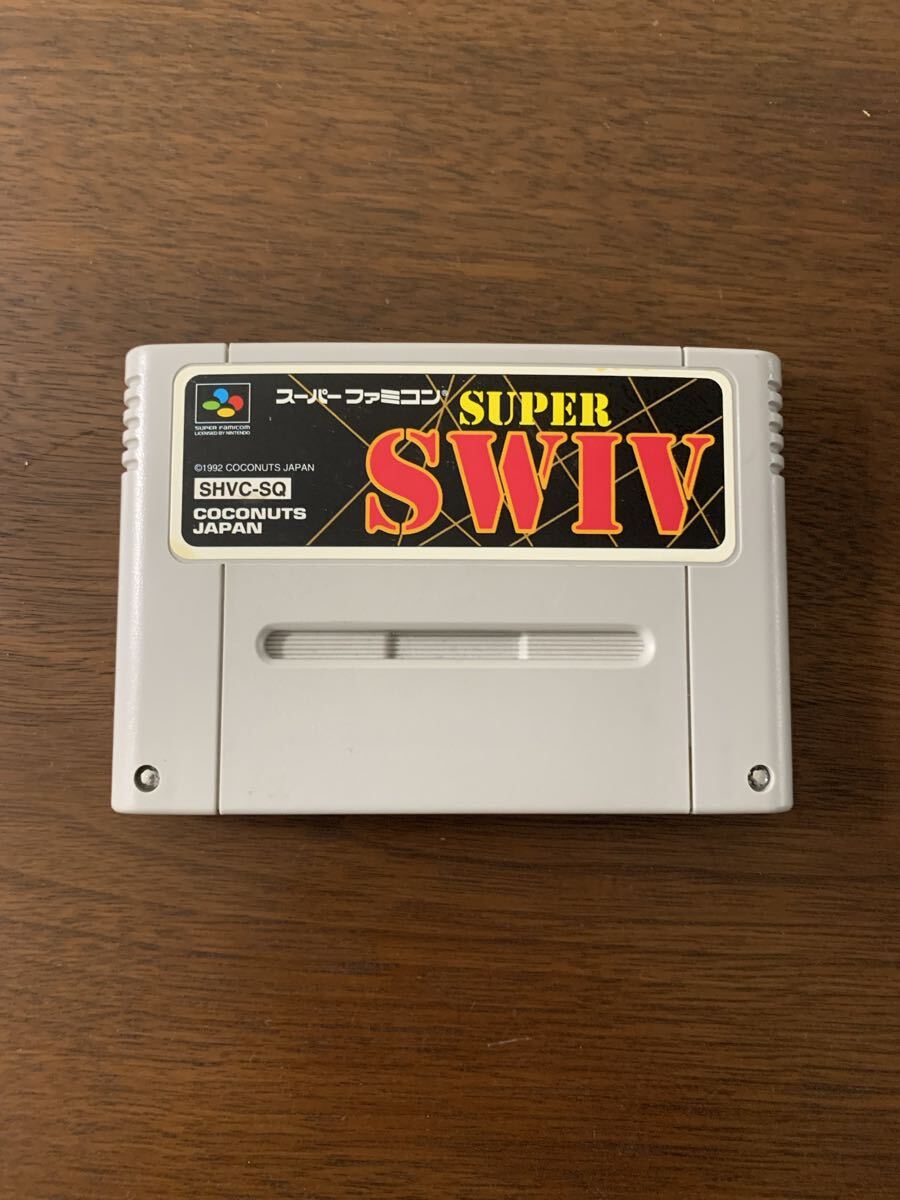 スーパーファミコン®
SUPER
SWIV
SUPER FAMICOM
LICENSED BY NINTENDO
©1992 COCONUTS JAPAN
SHVC-SQ
COCONUTS
JAPAN